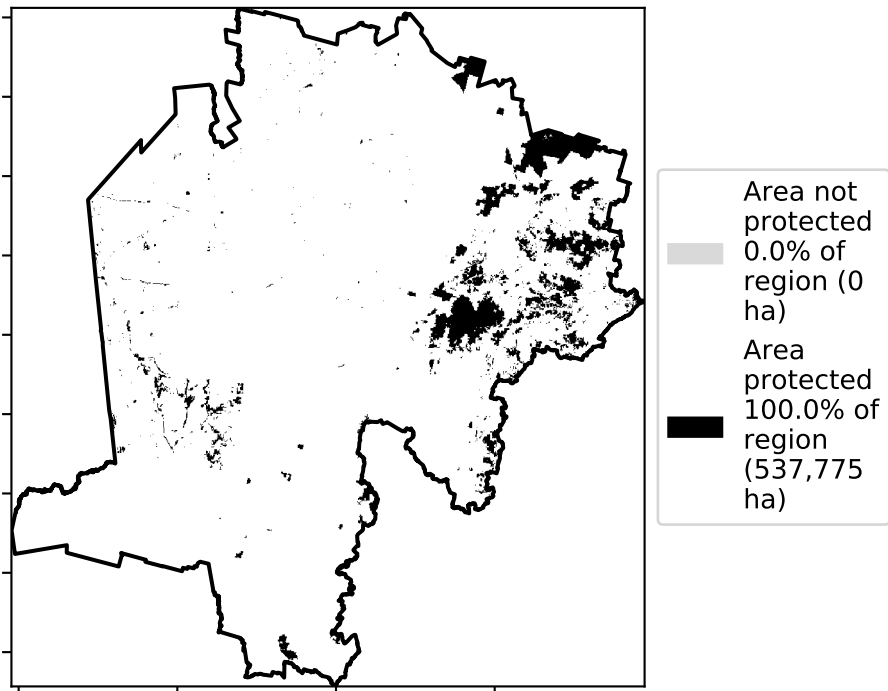 Area not
protected
0.0% of
region (0
ha)
Area
protected
100.0% of
region
(537,775
ha)